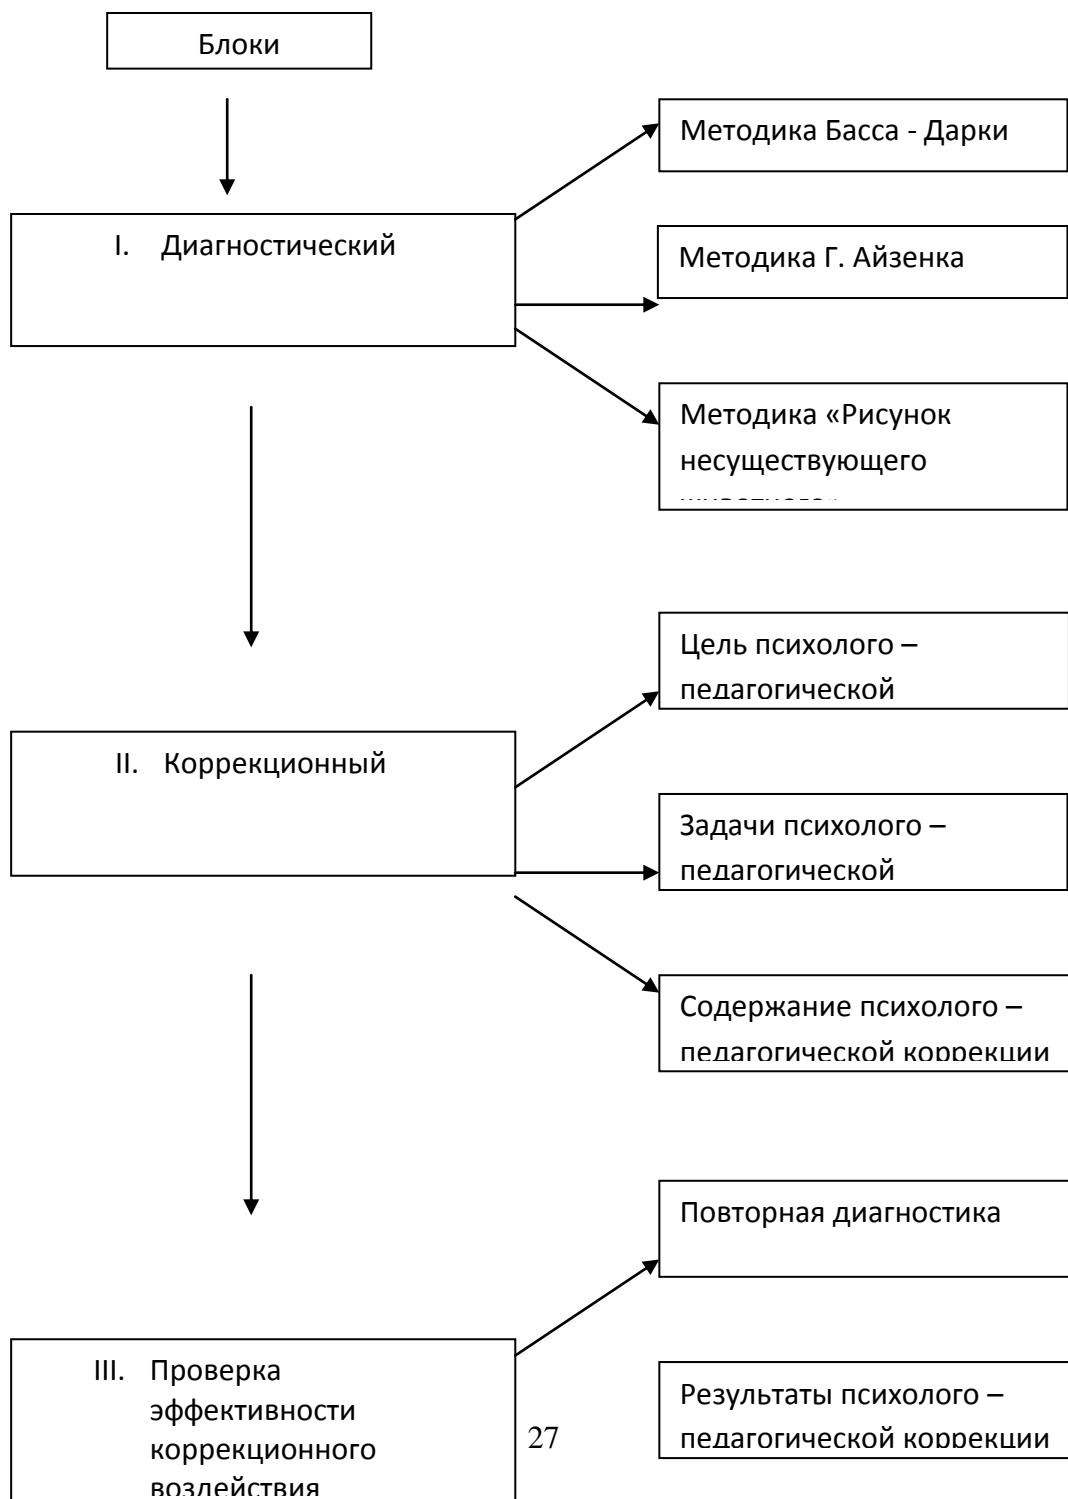 Блоки
Методика Басса - Дарки
I. Диагностический
Методика Г. Айзенка
Методика «Рисунок
несуществующего
Цель психолого –
педагогической
II. Коррекционный
Задачи психолого –
педагогической
Содержание психолого –
педагогической коррекции
Повторная диагностика
III. Проверка
эффективности
коррекционного
воздействия
Результаты психолого –
педагогической коррекции
27